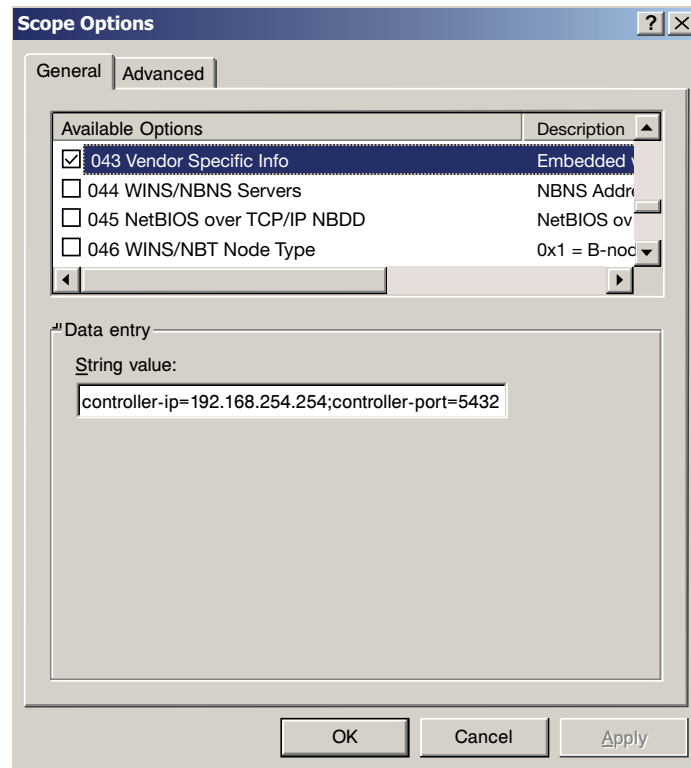 Scope Options
General Advanced
Available Options Description
043 Vendor Specific Info Embedded
044 WINS/NBNS Servers NBNS Addre
045 NetBIOS over TCP/IP NBDD NetBIOS ov
046 WINS/NBT Node Type 0x1 = B-nod
Data entry
String value:
controller-ip=192.168.254.254;controller-port=5432
OK Cancel Apply